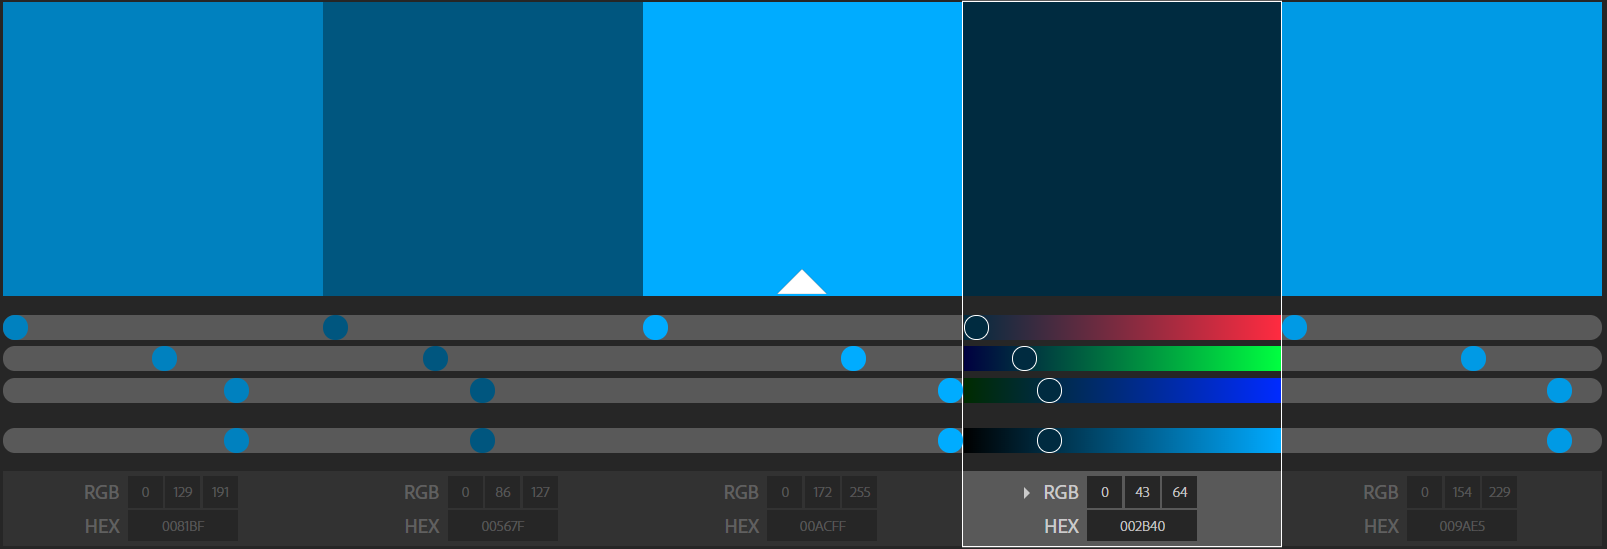 RGB 0 129 191
HEX 0081BF
RGB 0 86 127
HEX 00567F
RGB 0 172 255
HEX 00ACFF
RGB 0 43 64
HEX 002B40
RGB 0 154 229
HEX 009AE5